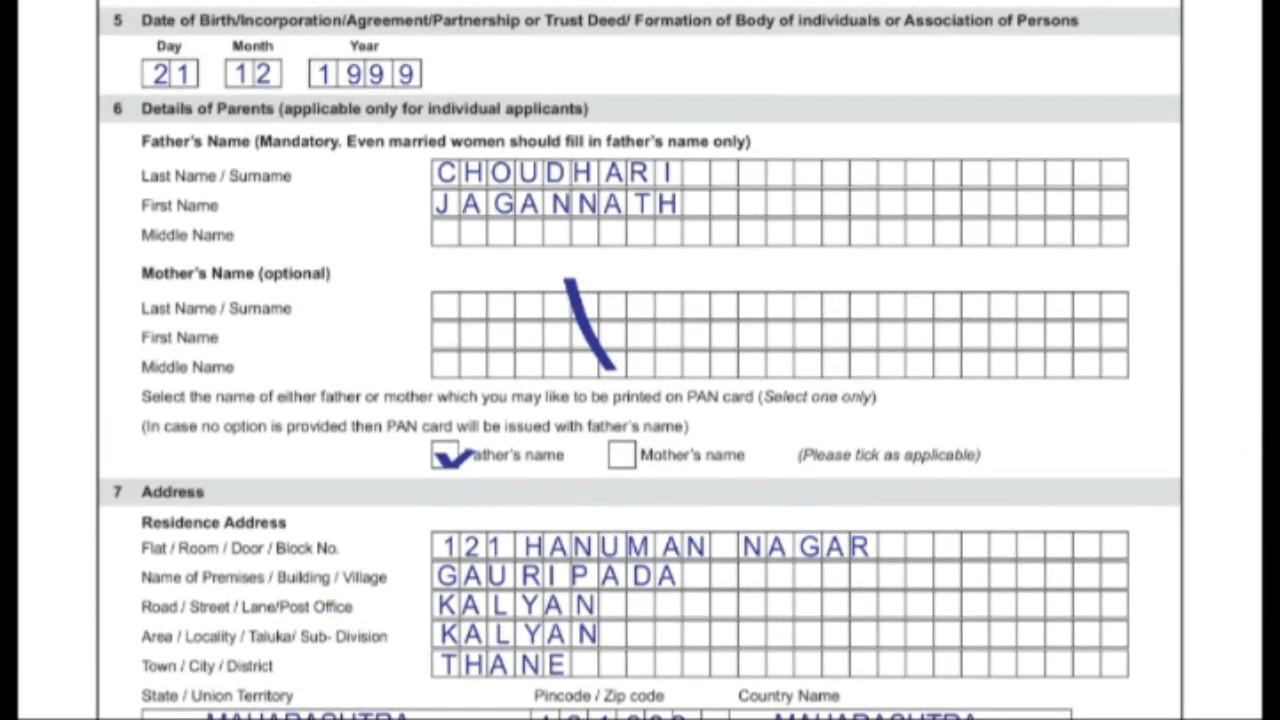 5 Date of Birth/Incorporation/Agreement/Partnership or Trust Deed/ Formation of Body of individuals or Association of Persons
Day Month Year
21 12 1999
6 Details of Parents (applicable only for individual applicants)
Father's Name (Mandatory. Even married women should fill in father's name only)
Last Name / Surname CHOUDHARI
First Name JAGANNATH
Middle Name
Mother's Name (optional)
Last Name / Surname
First Name
Middle Name
Select the name of either father or mother which you may like to be printed on PAN card (Select one only)
(In case no option is provided then PAN card will be issued with father's name)
ather's name Mother's name (Please tick as applicable)
7 Address
Residence Address
Flat / Room / Door / Block No. 121 HANUMAN NAGAR
Name of Premises / Building / Village GAURIPADA
Road / Street / Lane/Post Office KALYAN
Area / Locality / Taluka/ Sub- Division KALYAN
Town / City / District THANE
State / Union Territory Pincode / Zip code Country Name
MAHARASHTRA MAHARASHTRA